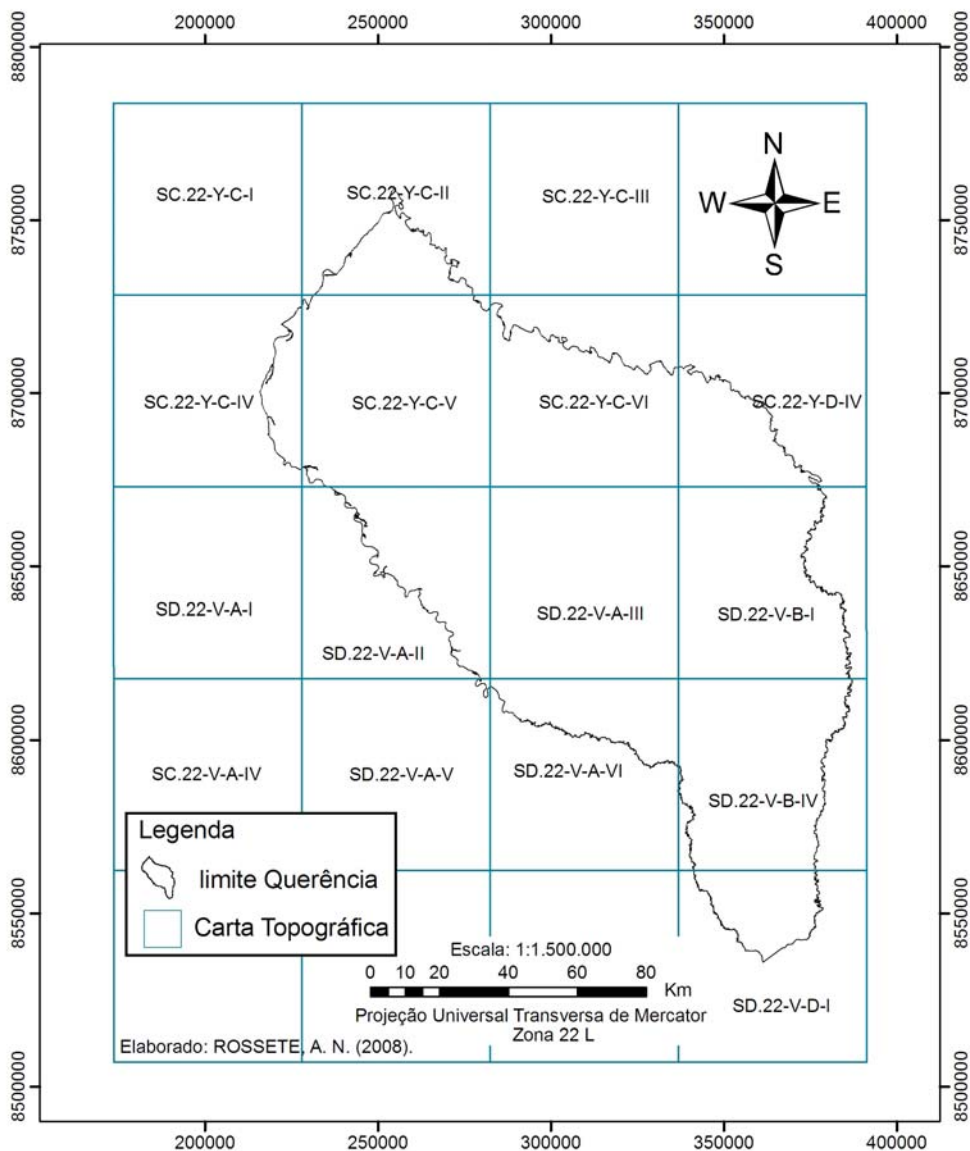 200000 250000 300000 350000 400000
8800000 8800000
N
SC.22-Y-C-I SC.22-Y-C-II SC.22-Y-C-III
W E
8750000 8750000
S
SC.22-Y-C-IV SC.22-Y-C-V SC.22-Y-C-VI SC.22-Y-D-IV
8700000 8700000
8650000 8650000
SD.22-V-A-I SD.22-V-A-III SD.22-V-B-I
SD.22-V-A-II
8600000 8600000
SC.22-V-A-IV SD.22-V-A-V SD.22-V-A-VI
SD.22-V-B-IV
Legenda
limite Querência
Carta Topográfica
8550000 8550000
Escala: 1:1.500.000
0 10 20 40 60 80
Km
SD.22-V-D-I
Projeção Universal Transversa de Mercator
Zona 22 L
Elaborado: ROSSETE, A. N. (2008).
8500000 8500000
200000 250000 300000 350000 400000